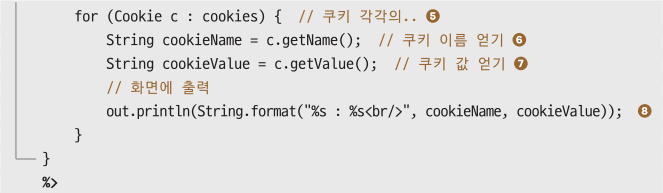 for (Cookie c : cookies) {  // 쿠키 각각의.. ❺
String cookieName = c.getName();  // 쿠키 이름 얻기 ❻
String cookieValue = c.getValue();  // 쿠키 값 얻기 ❼
// 화면에 출력
out.println(String.format("%s : %s<br/>", cookieName, cookieValue));  ❽
}
}
%>